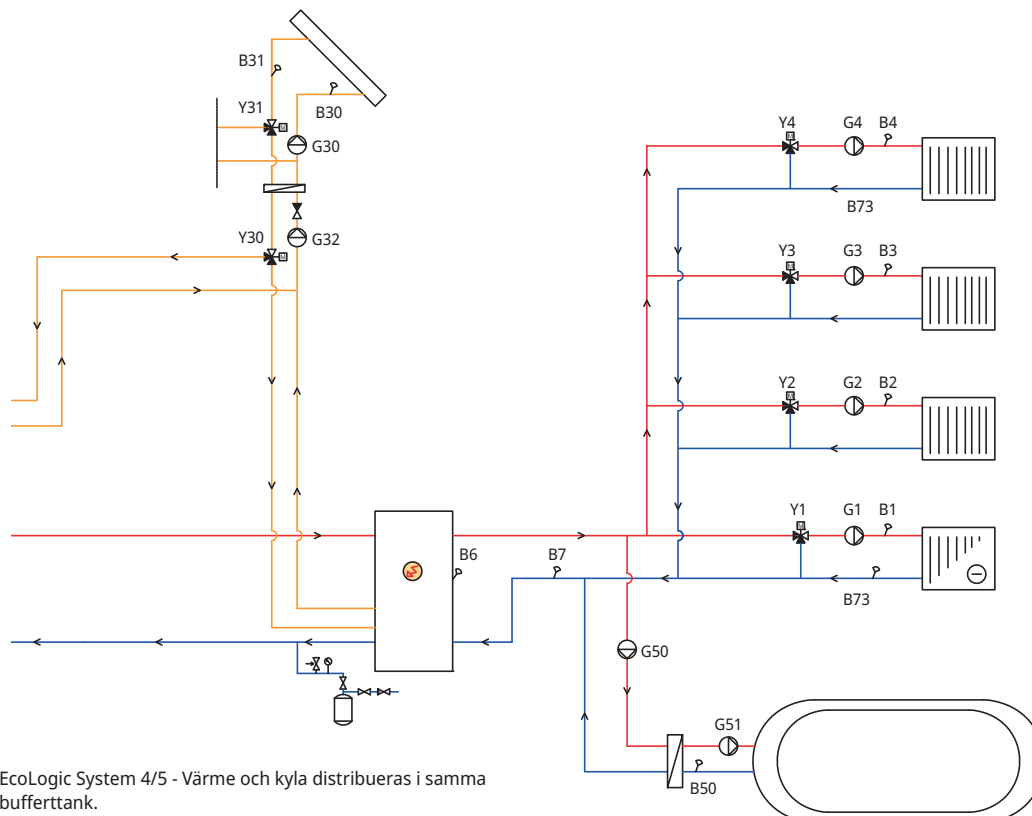 B31
B30
Y31
G30
Y30
G32
Y4 G4 B4
B73
Y3 G3 B3
Y2 G2 B2
Y1 G1 B1
B6 B7
B73
G50
G51
B50
M
M
M
M
M
M
EcoLogic System 4/5 - Värme och kyla distribueras i samma
bufferttank.